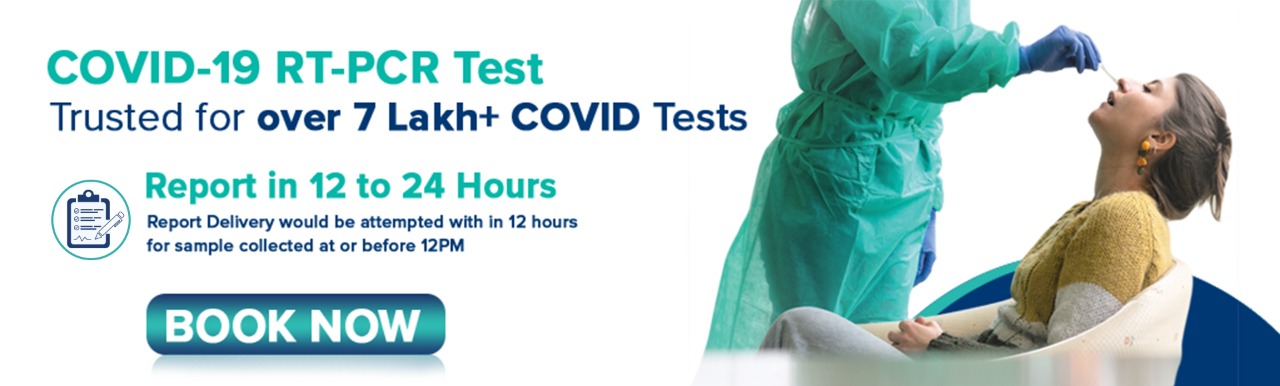 COVID-19 RT-PCR Test
Trusted for over 7 Lakh+ COVID Tests
Report in 12 to 24 Hours
Report Delivery would be attempted with in 12 hours
for sample collected at or before 12PM
BOOK NOW